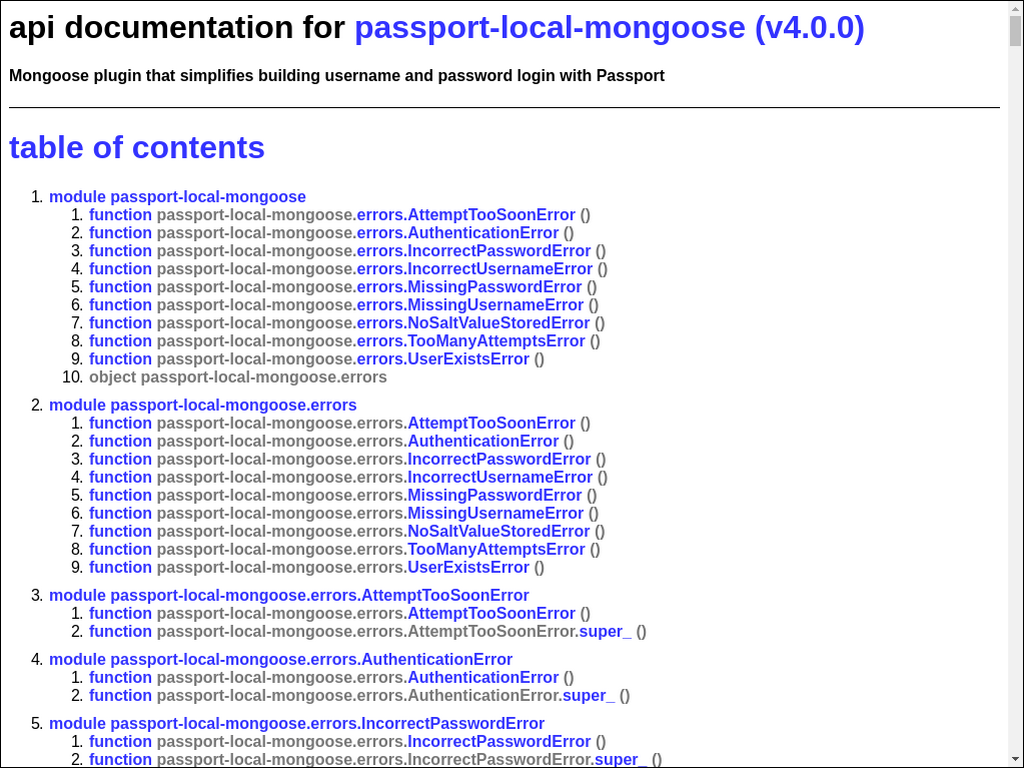 api documentation for passport-local-mongoose (v4.0.0)
Mongoose plugin that simplifies building username and password login with Passport
table of contents
1. module passport-local-mongoose
1. function passport-local-mongoose.errors.AttemptTooSoonError ()
2. function passport-local-mongoose.errors.AuthenticationError ()
3. function passport-local-mongoose.errors.IncorrectPasswordError ()
4. function passport-local-mongoose.errors.IncorrectUsernameError ()
5. function passport-local-mongoose.errors.MissingPasswordError ()
6. function passport-local-mongoose.errors.MissingUsernameError ()
7. function passport-local-mongoose.errors.NoSaltValueStoredError ()
8. function passport-local-mongoose.errors.TooManyAttemptsError ()
9. function passport-local-mongoose.errors.UserExistsError ()
10. object passport-local-mongoose.errors
2. module passport-local-mongoose.errors
1. function passport-local-mongoose.errors.AttemptTooSoonError ()
2. function passport-local-mongoose.errors.AuthenticationError ()
3. function passport-local-mongoose.errors.IncorrectPasswordError ()
4. function passport-local-mongoose.errors.IncorrectUsernameError ()
5. function passport-local-mongoose.errors.MissingPasswordError ()
6. function passport-local-mongoose.errors.MissingUsernameError ()
7. function passport-local-mongoose.errors.NoSaltValueStoredError ()
8. function passport-local-mongoose.errors.TooManyAttemptsError ()
9. function passport-local-mongoose.errors.UserExistsError ()
3. module passport-local-mongoose.errors.AttemptTooSoonError
1. function passport-local-mongoose.errors.AttemptTooSoonError ()
2. function passport-local-mongoose.errors.AttemptTooSoonError.super_ ()
4. module passport-local-mongoose.errors.AuthenticationError
1. function passport-local-mongoose.errors.AuthenticationError ()
2. function passport-local-mongoose.errors.AuthenticationError.super_ ()
5. module passport-local-mongoose.errors.IncorrectPasswordError
1. function passport-local-mongoose.errors.IncorrectPasswordError ()
2. function passport-local-mongoose.errors.IncorrectPasswordError.super_ ()